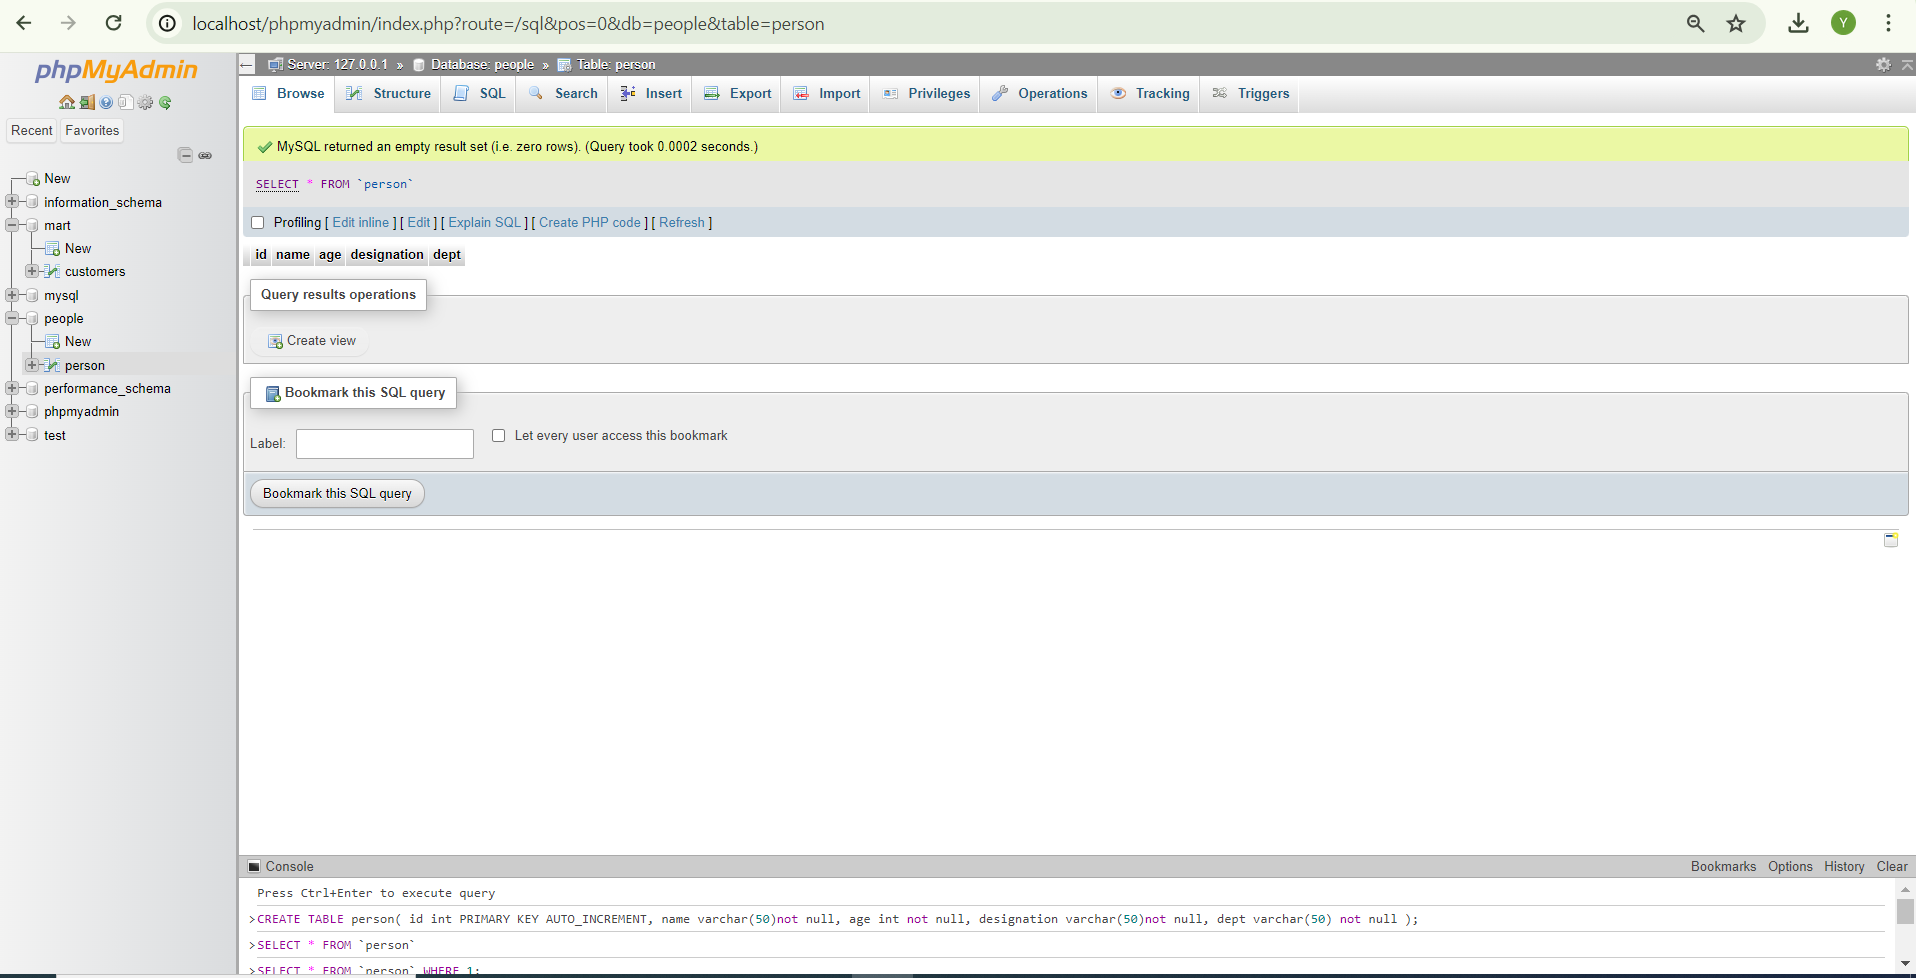 localhost/phpmyadmin/index.php?route=/sql&pos=0&db=people&table=person
Y
phpMyAdmin
Recent
Favorites
New
information_schema
mart
New
customers
mysql
people
New
person
performance_schema
phpmyadmin
test
Server: 127.0.0.1 » Database: people » Table: person
Browse Structure SQL Search Insert Export Import Privileges Operations Tracking Triggers
MySQL returned an empty result set (i.e. zero rows). (Query took 0.0002 seconds.)
SELECT * FROM `person`
Profiling [ Edit inline ] [ Edit ] [ Explain SQL ] [ Create PHP code ] [ Refresh ]
id name age designation dept
Query results operations
Create view
Bookmark this SQL query
Label:
Let every user access this bookmark
Bookmark this SQL query
Console
Bookmarks Options History Clear
Press Ctrl+Enter to execute query
>CREATE TABLE person( id int PRIMARY KEY AUTO_INCREMENT, name varchar(50)not null, age int not null, designation varchar(50)not null, dept varchar(50) not null );
>SELECT * FROM `person`
>SELECT * FROM `person` WHERE 1;